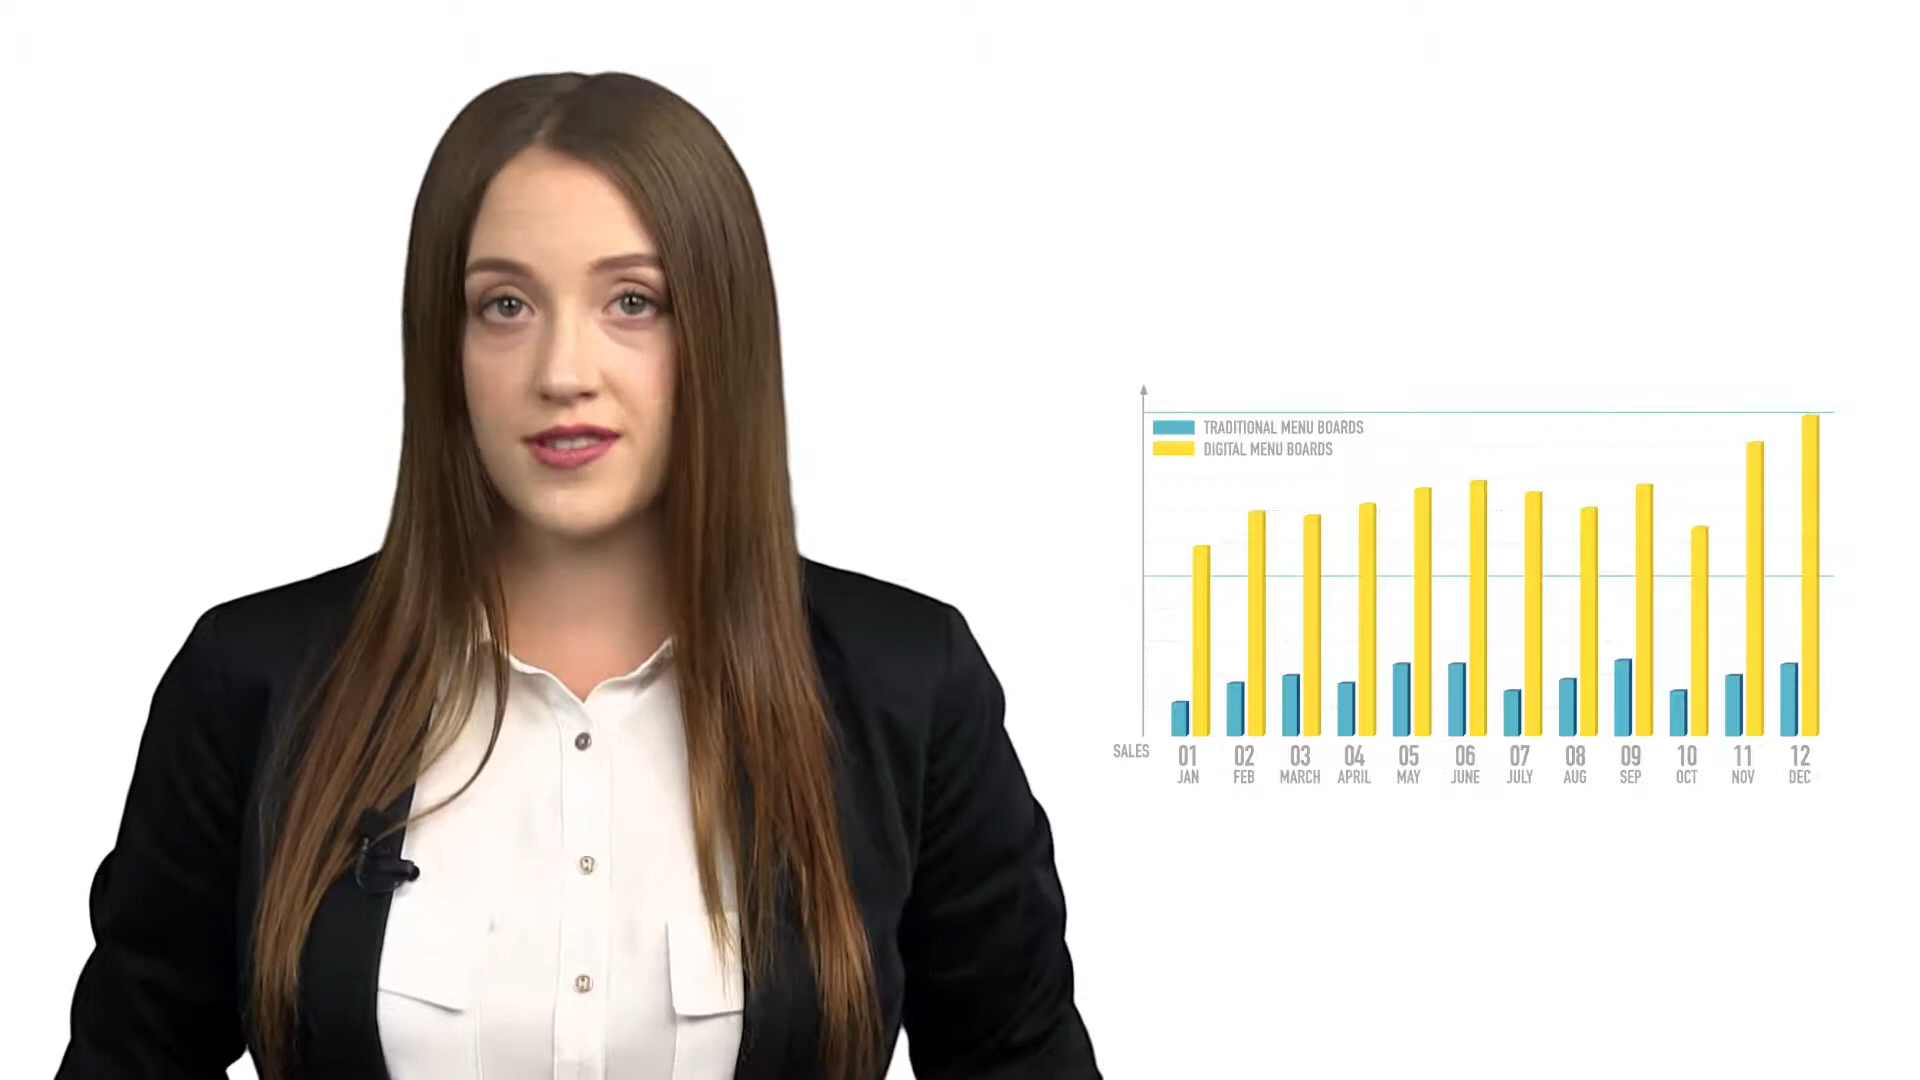 TRADITIONAL MENU BOARDS
DIGITAL MENU BOARDS
SALES
01 02 03 04 05 06 07 08 09 10 11 12
JAN FEB MARCH APRIL MAY JUNE JULY AUG SEP OCT NOV DEC